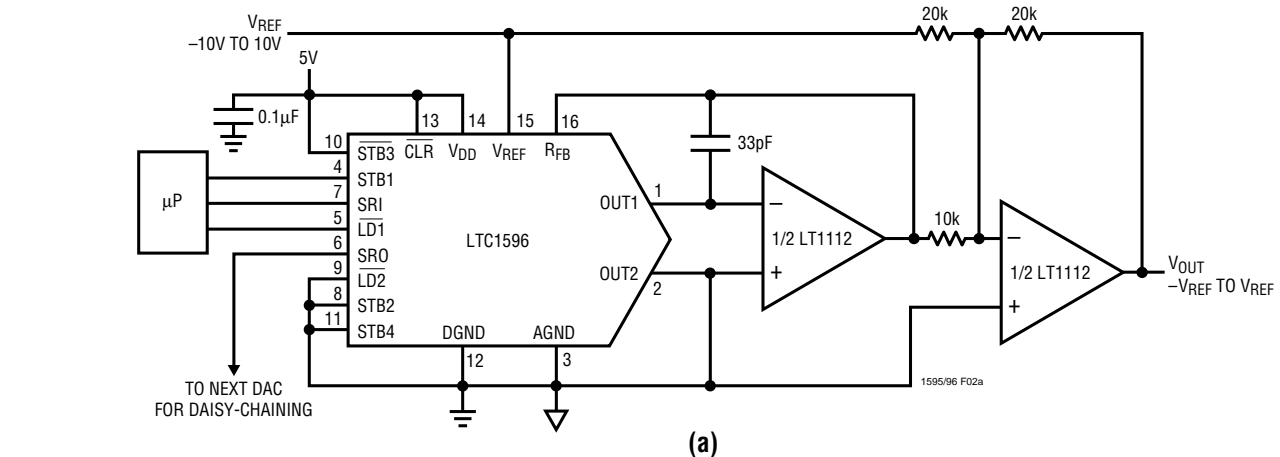 VREF
–10V TO 10V
20k
20k
5V
0.1µF
13
14
15
16
33pF
10
4
7
5
6
9
8
11
STB3
STB1
SRI
LD1
SRO
LD2
STB2
STB4
CLR
VDD
VREF
RFB
µP
LTC1596
OUT1
1
OUT2
2
DGND
AGND
12
3
–
+
1/2 LT1112
10k
–
+
1/2 LT1112
VOUT
–VREF TO VREF
TO NEXT DAC
FOR DAISY-CHAINING
1595/96 F02a
(a)